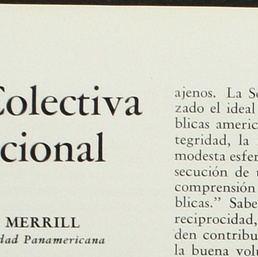 Colectiva
cional
MERRILL
dad Panamericana
ajenos. La So
zado el ideal
blicas americ
tegridad, la
modesta esfer
secución de
comprensión
blicas.” Sabe
reciprocidad,
den contribu
la buena volu